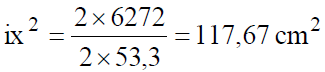 ix² = (2×6272)/(2×53,3) = 117,67 cm²